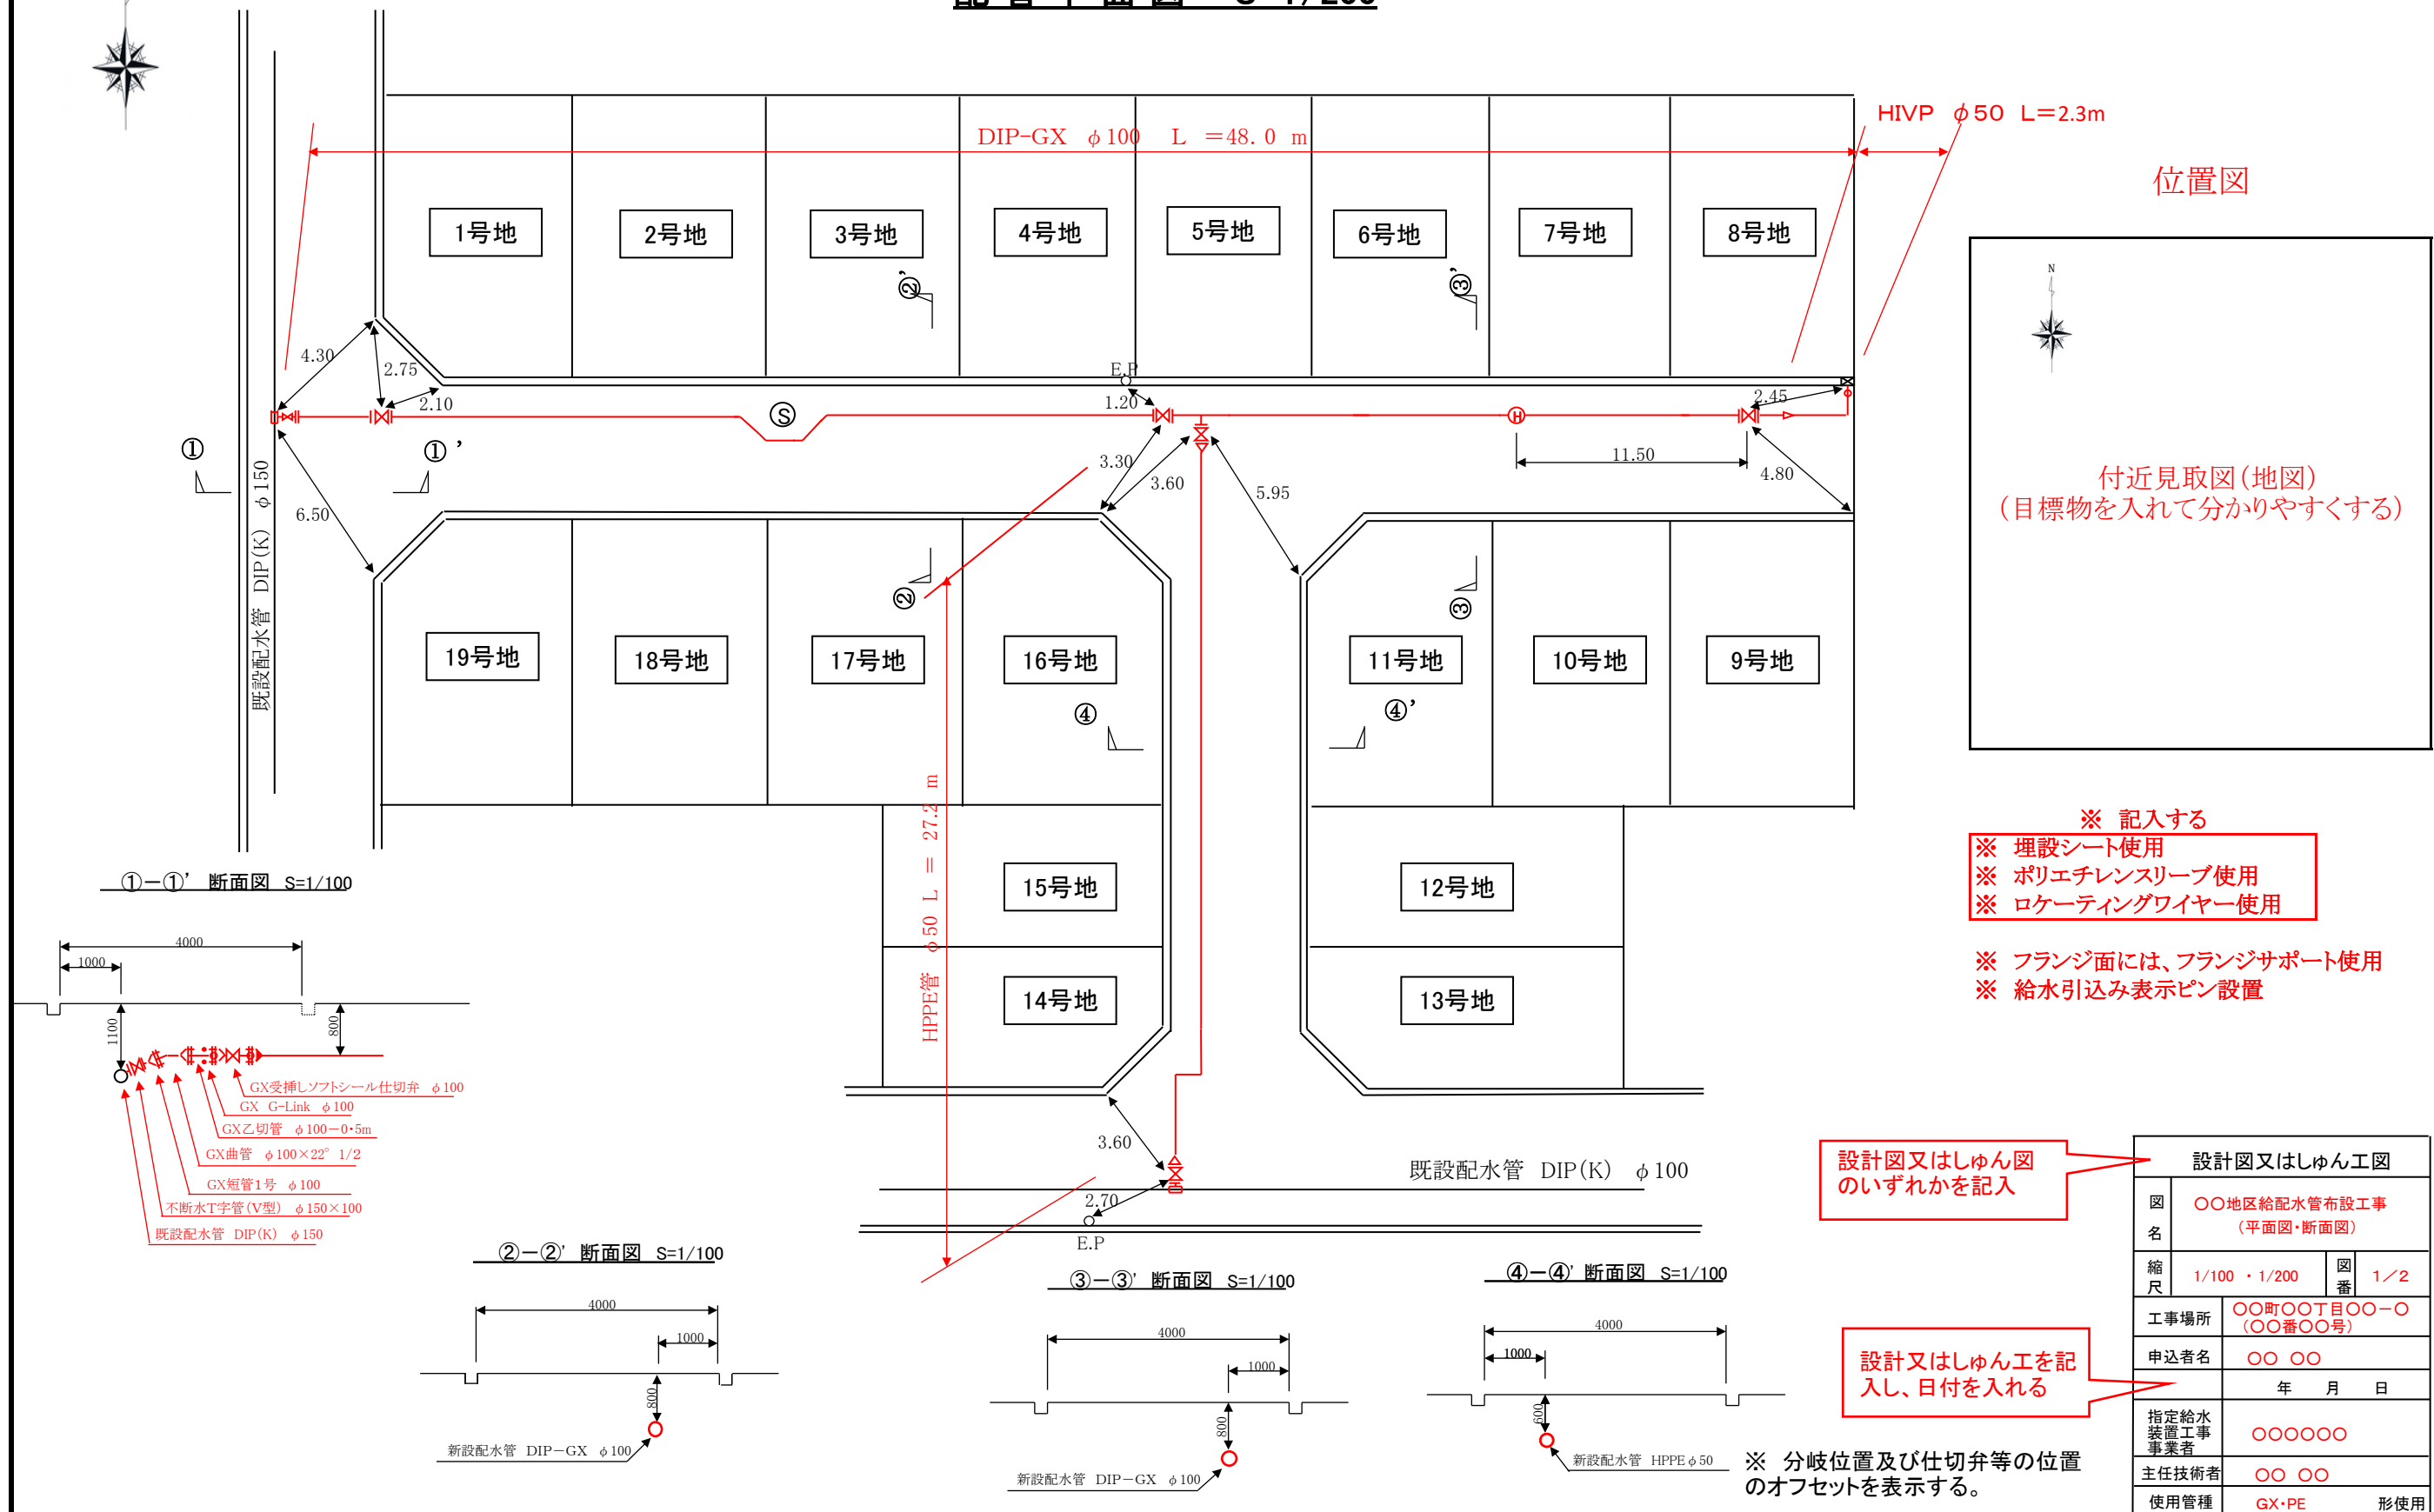 配管平面図 S=1/200
DIP-GX φ100 L =48.0 m
HIVP φ50 L=2.3m
位置図
N
付近見取図(地図)
(目標物を入れて分かりやすくする)
1号地
2号地
3号地
4号地
5号地
6号地
7号地
8号地
②'
③'
4.30
2.75
2.10
E.P
1.20
2.45
S
H
①
①'
3.30
3.60
5.95
11.50
4.80
6.50
既設配水管 DIP(K) φ150
②
③
19号地
18号地
17号地
16号地
11号地
10号地
9号地
④
④'
HPPE管 φ50 L = 27.2 m
15号地
12号地
14号地
13号地
※ 記入する
※ 埋設シート使用
※ ポリエチレンスリーブ使用
※ ロケーティングワイヤー使用
※ フランジ面には、フランジサポート使用
※ 給水引込み表示ピン設置
①-①' 断面図 S=1/100
4000
1000
1100
800
GX受挿しソフトシール仕切弁 φ100
GX G-Link φ100
GX乙切管 φ100-0・5m
GX曲管 φ100×22° 1/2
GX短管1号 φ100
不断水T字管(V型) φ150×100
既設配水管 DIP(K) φ150
3.60
既設配水管 DIP(K) φ100
2.70
E.P
②-②' 断面図 S=1/100
4000
1000
800
新設配水管 DIP-GX φ100
③-③' 断面図 S=1/100
4000
1000
800
新設配水管 DIP-GX φ100
④-④' 断面図 S=1/100
4000
1000
600
新設配水管 HPPEφ50
※ 分岐位置及び仕切弁等の位置
のオフセットを表示する。
設計図又はしゅん図
のいずれかを記入
設計又はしゅん工を記
入し、日付を入れる
設計図又はしゅん工図
図名
○○地区給配水管布設工事
(平面図・断面図)
縮尺
1/100 ・ 1/200
図番
1/2
工事場所
○○町○○丁目○○-○
(○○番○○号)
申込者名
○○ ○○
年 月 日
指定給水
装置工事
事業者
○○○○○○
主任技術者
○○ ○○
使用管種
GX・PE 形使用